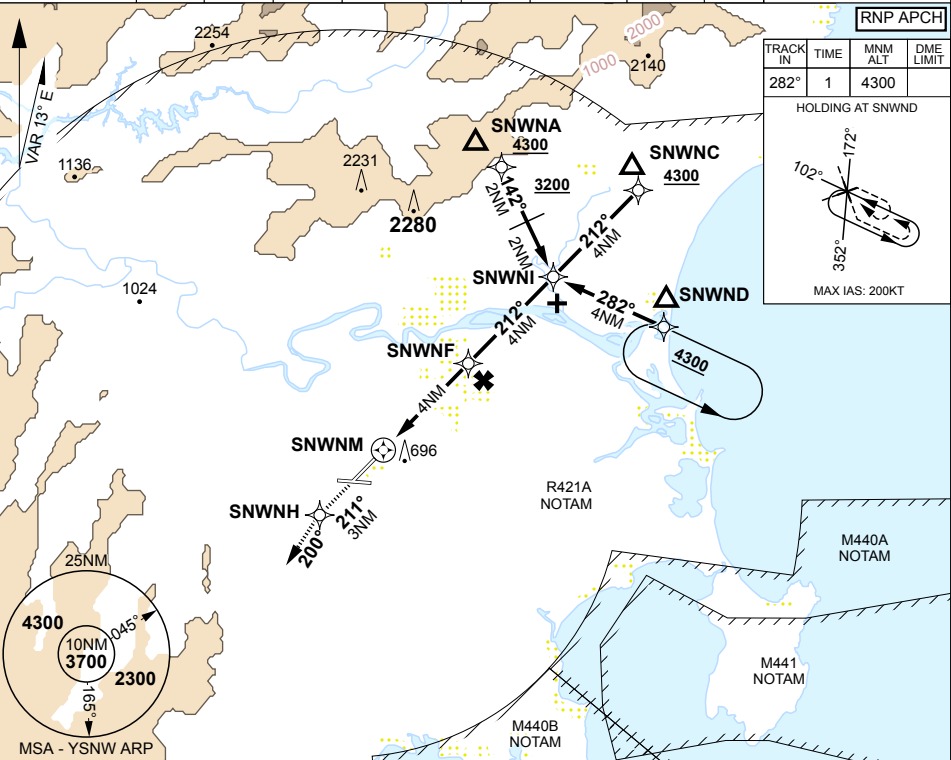 RNP APCH
TRACK IN TIME MNM ALT DME LIMIT
282° 1 4300
HOLDING AT SNWND
172°
102°
352°
MAX IAS: 200KT
2254
2000
1000
2140
VAR 13° E
1136
2231
2280
1024
SNWNA
4300
3200
142°
2NM
2NM
SNWNC
4300
212°
4NM
SNWNI
282°
4NM
SNWND
4300
212°
4NM
SNWNF
4NM
SNWNM
696
SNWNH
211°
3NM
200°
R421A
NOTAM
M440A
NOTAM
M441
NOTAM
M440B
NOTAM
25NM
4300
045°
10NM
3700
2300
165°
MSA - YSNW ARP